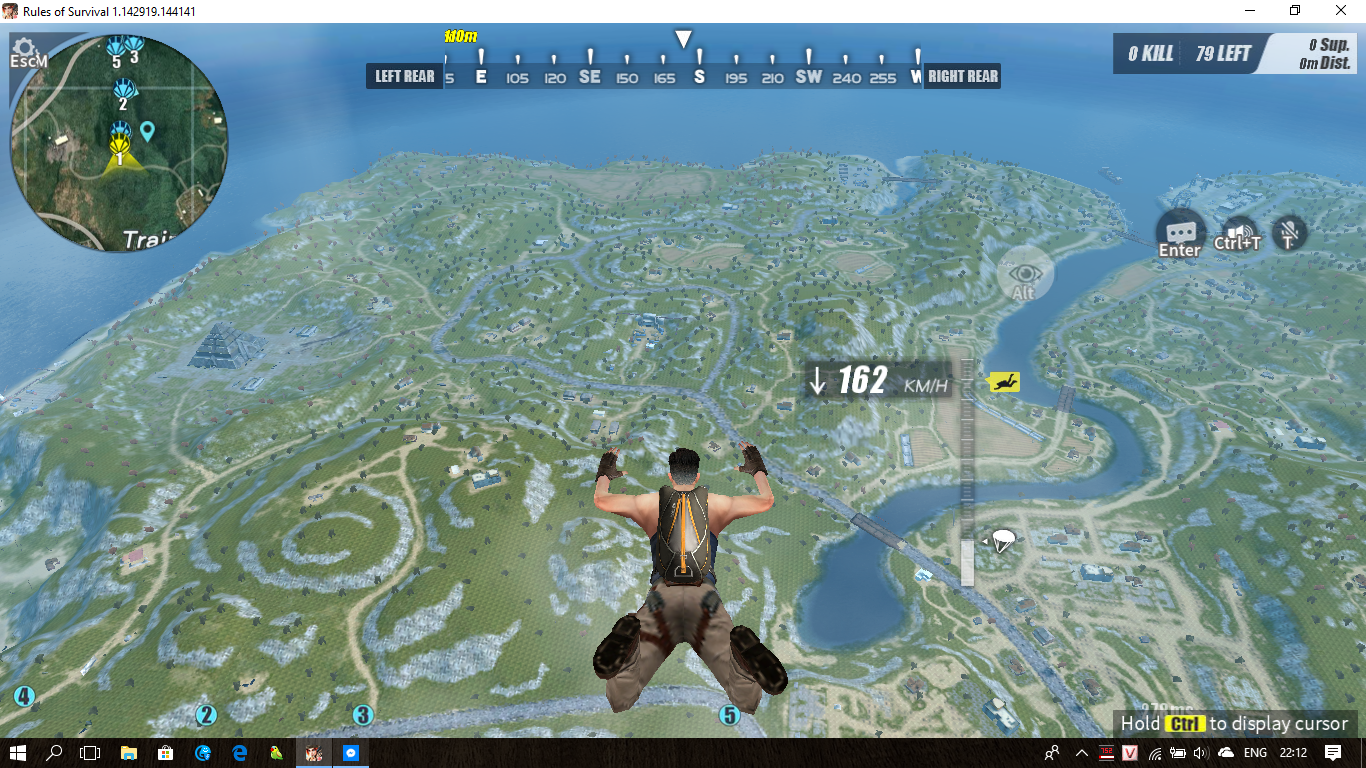 Rules of Survival 1.142919.144141
110m
EscM
5 3
2
1
Trai
LEFT REAR
5 E 105 120 SE 150 165 S 195 210 SW 240 255 W
RIGHT REAR
0 KILL 79 LEFT
0 Sup.
0m Dist.
Enter
Ctrl+T
T
Alt
162 KM/H
4
2
3
5
Hold Ctrl to display cursor
ENG 22:12